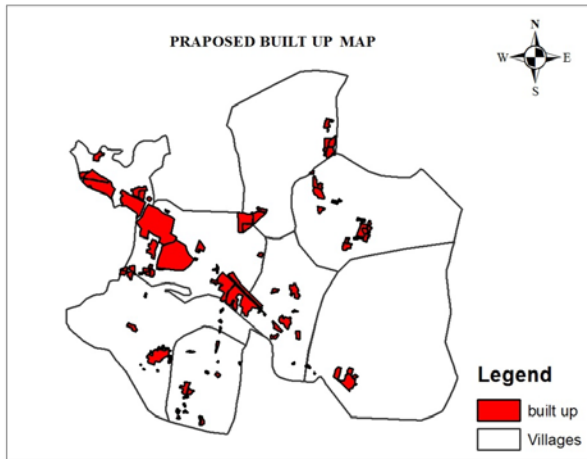 PRAPOSED BUILT UP MAP
N
W E
S
Legend
built up
Villages